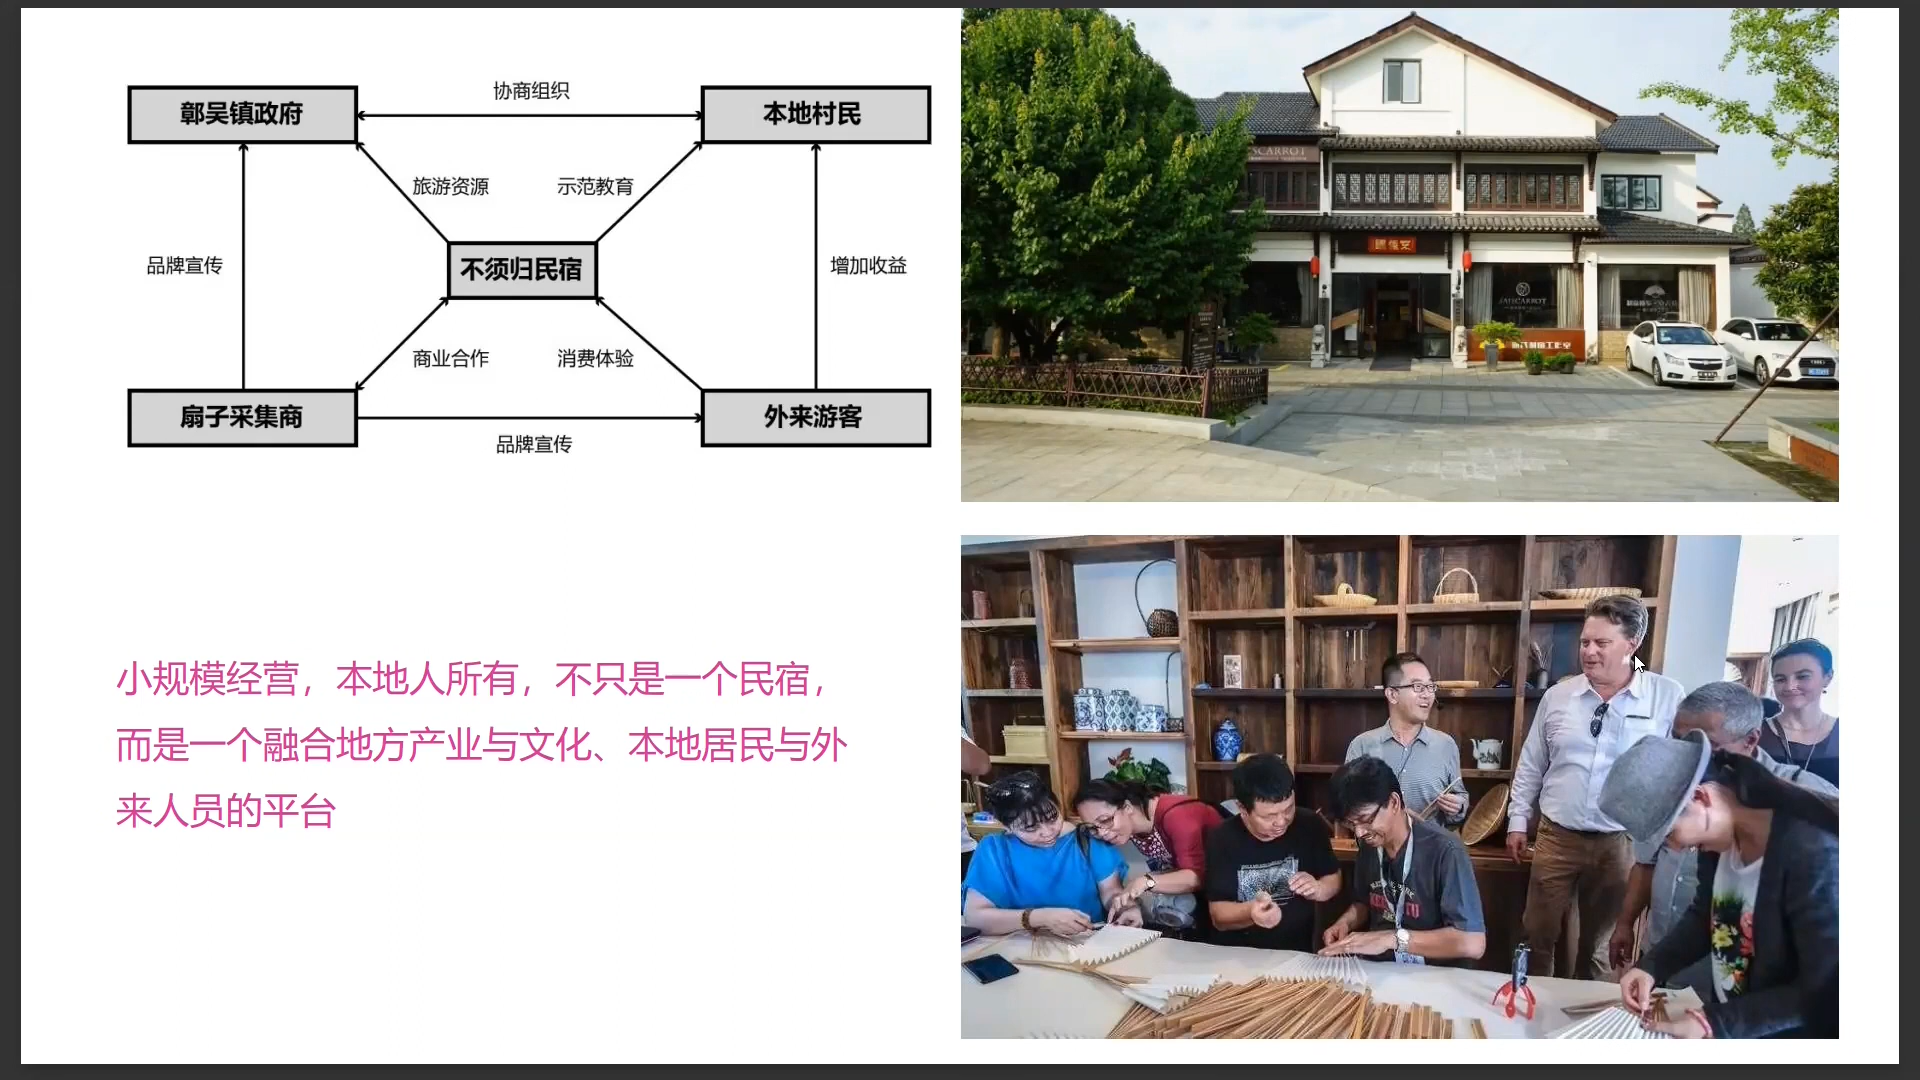 协商组织
鄣吴镇政府
本地村民
旅游资源
示范教育
品牌宣传
不须归民宿
增加收益
商业合作
消费体验
扇子采集商
外来游客
品牌宣传
小规模经营，本地人所有，不只是一个民宿，
而是一个融合地方产业与文化、本地居民与外
来人员的平台